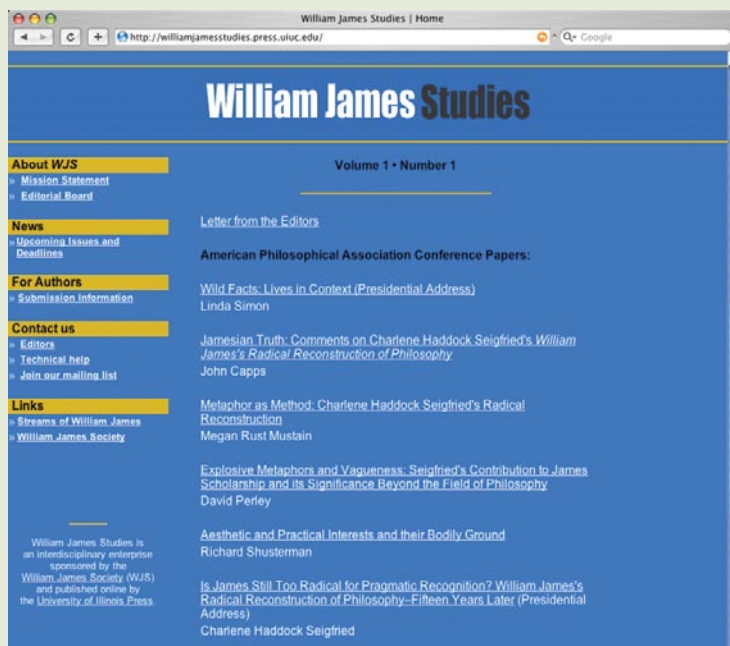 William James Studies | Home
http://williamjamesstudies.press.uiuc.edu/
Google
William James Studies
About WJS
» Mission Statement
» Editorial Board
News
» Upcoming Issues and
Deadlines
For Authors
» Submission Information
Contact us
» Editors
» Technical help
» Join our mailing list
Links
» Streams of William James
» William James Society
William James Studies is
an interdisciplinary enterprise
sponsored by the
William James Society (WJS)
and published online by
the University of Illinois Press.
Volume 1 • Number 1
Letter from the Editors
American Philosophical Association Conference Papers:
Wild Facts: Lives in Context (Presidential Address)
Linda Simon
Jamesian Truth: Comments on Charlene Haddock Seigfried's William
James's Radical Reconstruction of Philosophy
John Capps
Metaphor as Method: Charlene Haddock Seigfried's Radical
Reconstruction
Megan Rust Mustain
Explosive Metaphors and Vagueness: Seigfried's Contribution to James
Scholarship and its Significance Beyond the Field of Philosophy
David Perley
Aesthetic and Practical Interests and their Bodily Ground
Richard Shusterman
Is James Still Too Radical for Pragmatic Recognition? William James's
Radical Reconstruction of Philosophy–Fifteen Years Later (Presidential
Address)
Charlene Haddock Seigfried